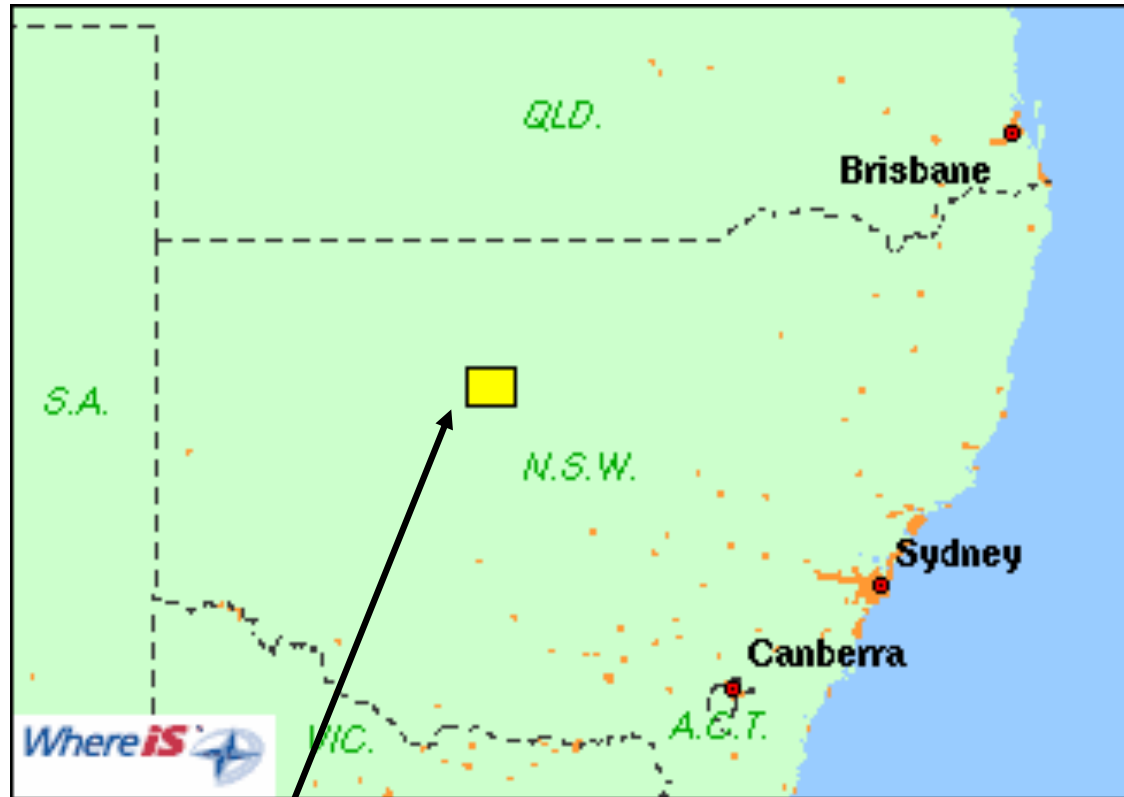 QLD.
Brisbane
S.A.
N.S.W.
Sydney
Canberra
A.C.T.
VIC.
Whereis